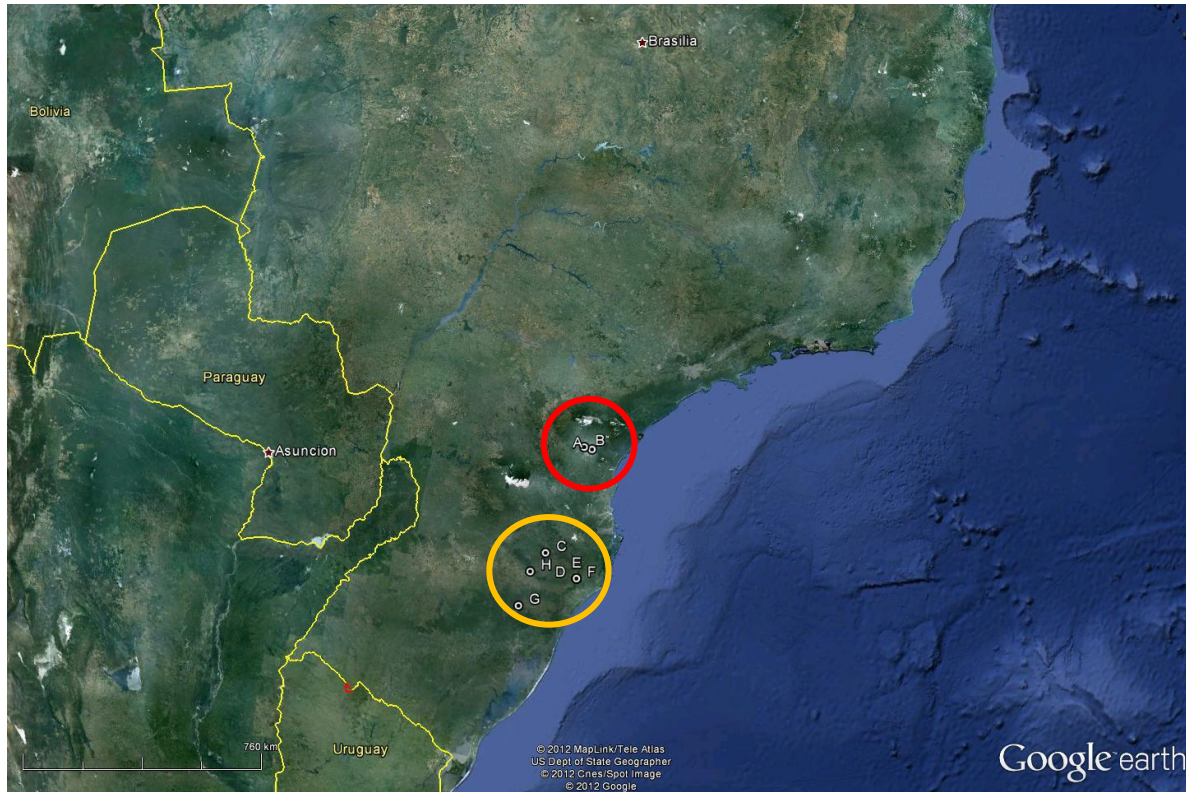 Brasilia
Bolivia
Paraguay
Asuncion
A B
C
H D E F
G
760 km
Uruguay
© 2012 MapLink/Tele Atlas
US Dept of State Geographer
© 2012 Cnes/Spot Image
© 2012 Google
Google earth